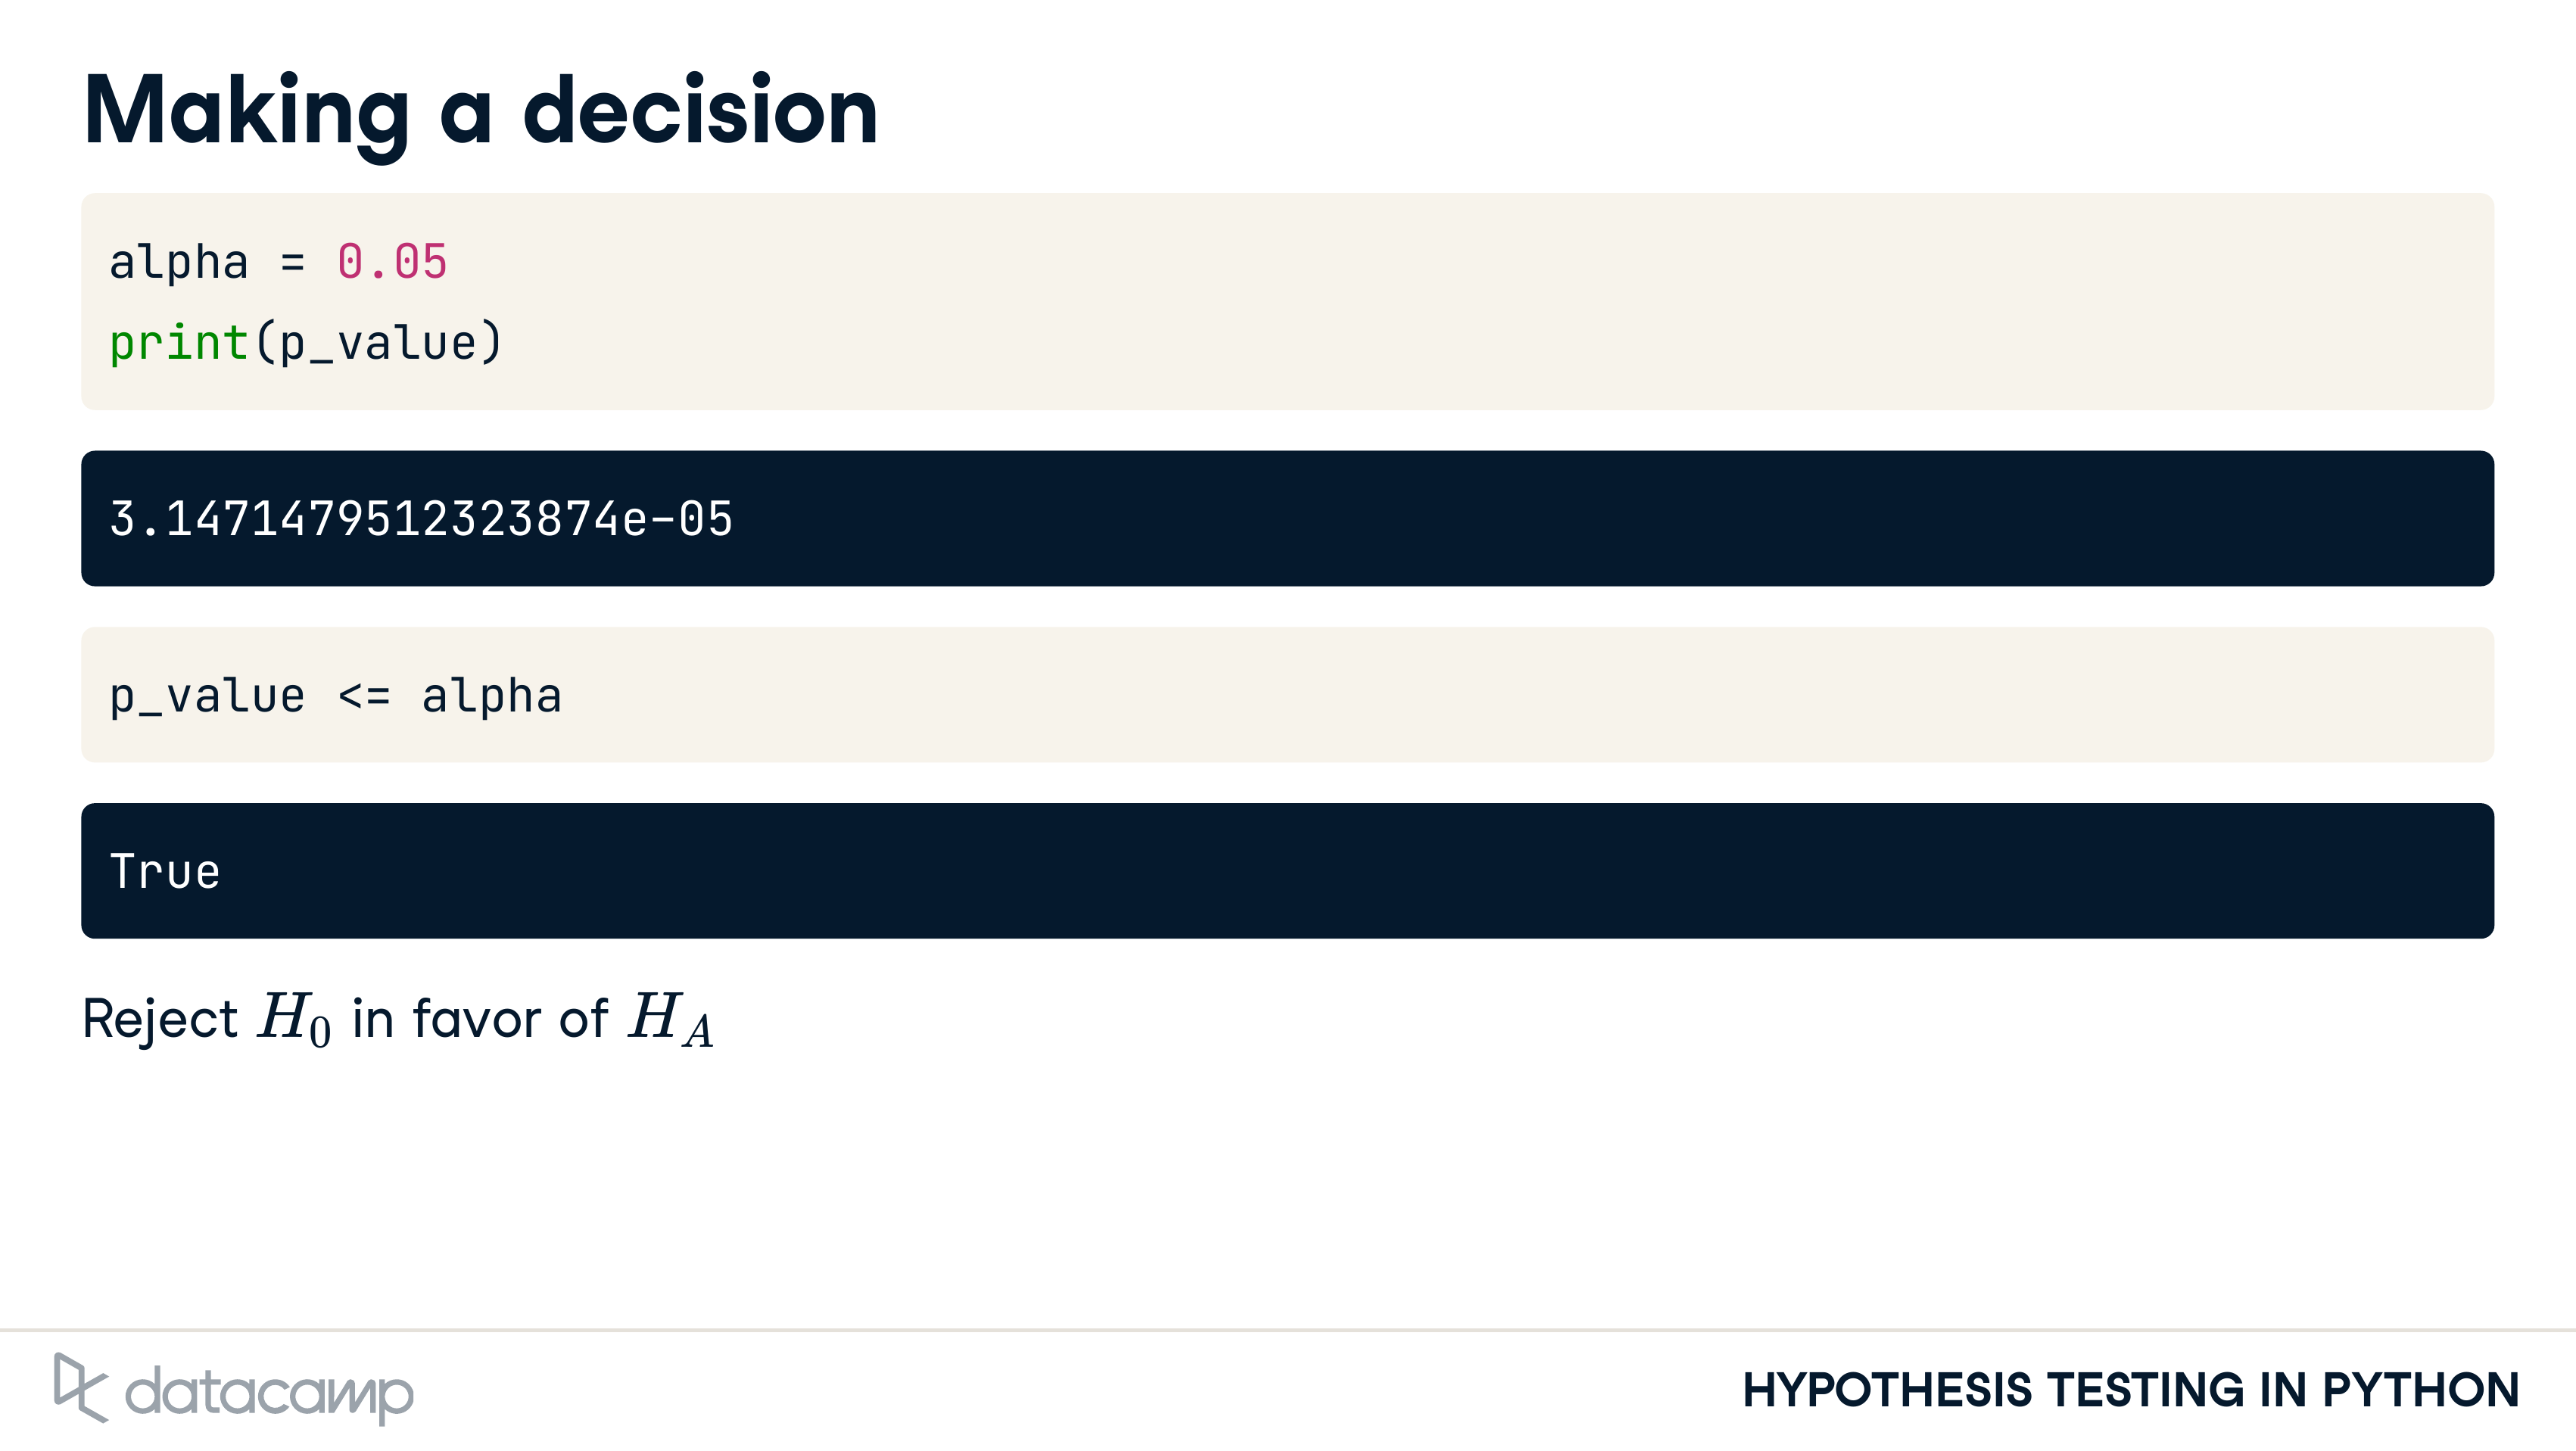 Making a decision
alpha = 0.05
print(p_value)
3.1471479512323874e-05
p_value <= alpha
True
Reject H₀ in favor of H_A
datacamp
HYPOTHESIS TESTING IN PYTHON